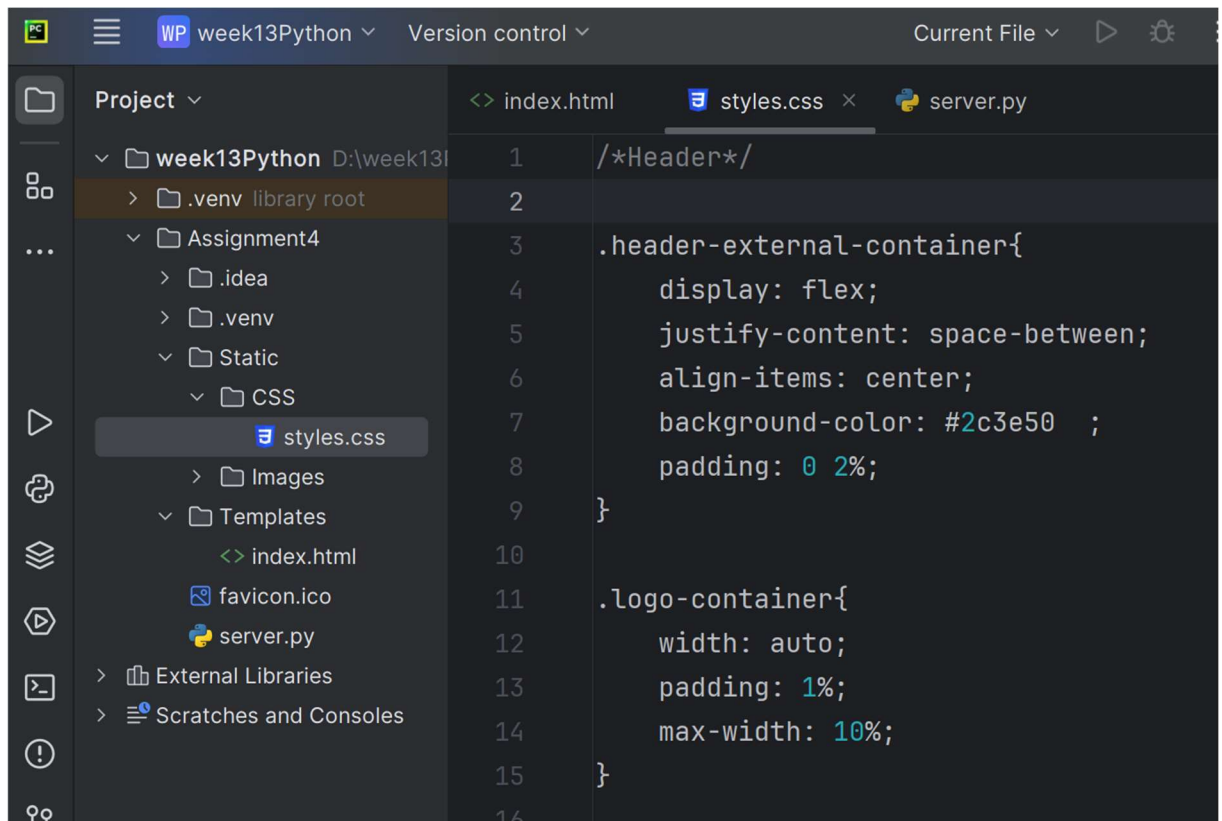 PC WP week13Python Version control Current File
Project
week13Python D:\week13
.venv library root
Assignment4
.idea
.venv
Static
CSS
styles.css
Images
Templates
index.html
favicon.ico
server.py
External Libraries
Scratches and Consoles
index.html styles.css server.py
1 /*Header*/
2
3 .header-external-container{
4 display: flex;
5 justify-content: space-between;
6 align-items: center;
7 background-color: #2c3e50 ;
8 padding: 0 2%;
9 }
10
11 .logo-container{
12 width: auto;
13 padding: 1%;
14 max-width: 10%;
15 }
16